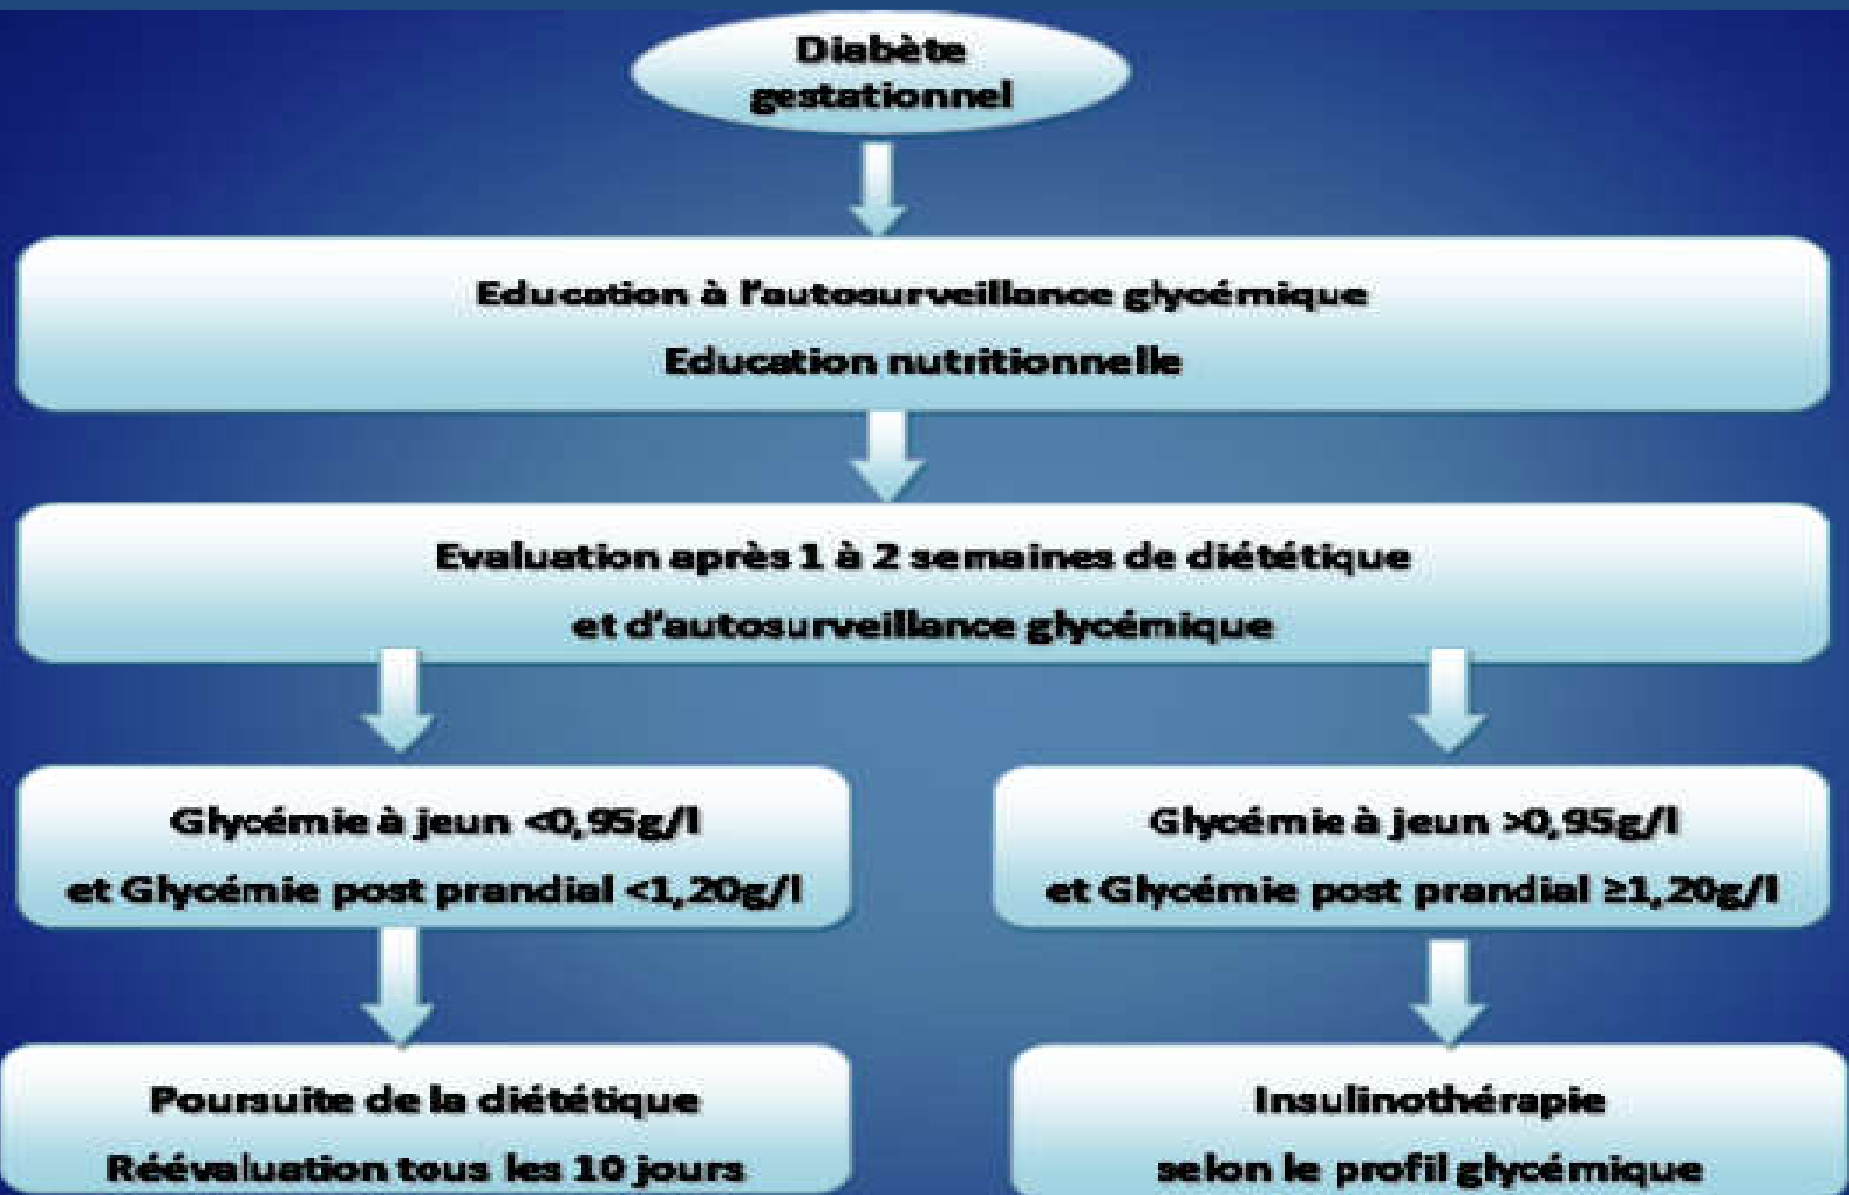 Diabète
gestationnel
Education à l'autosurveillance glycémique
Education nutritionnelle
Evaluation après 1 à 2 semaines de diététique
et d'autosurveillance glycémique
Glycémie à jeun <0,95g/l
et Glycémie post prandial <1,20g/l
Glycémie à jeun >0,95g/l
et Glycémie post prandial ≥1,20g/l
Poursuite de la diététique
Réévaluation tous les 10 jours
Insulinothérapie
selon le profil glycémique